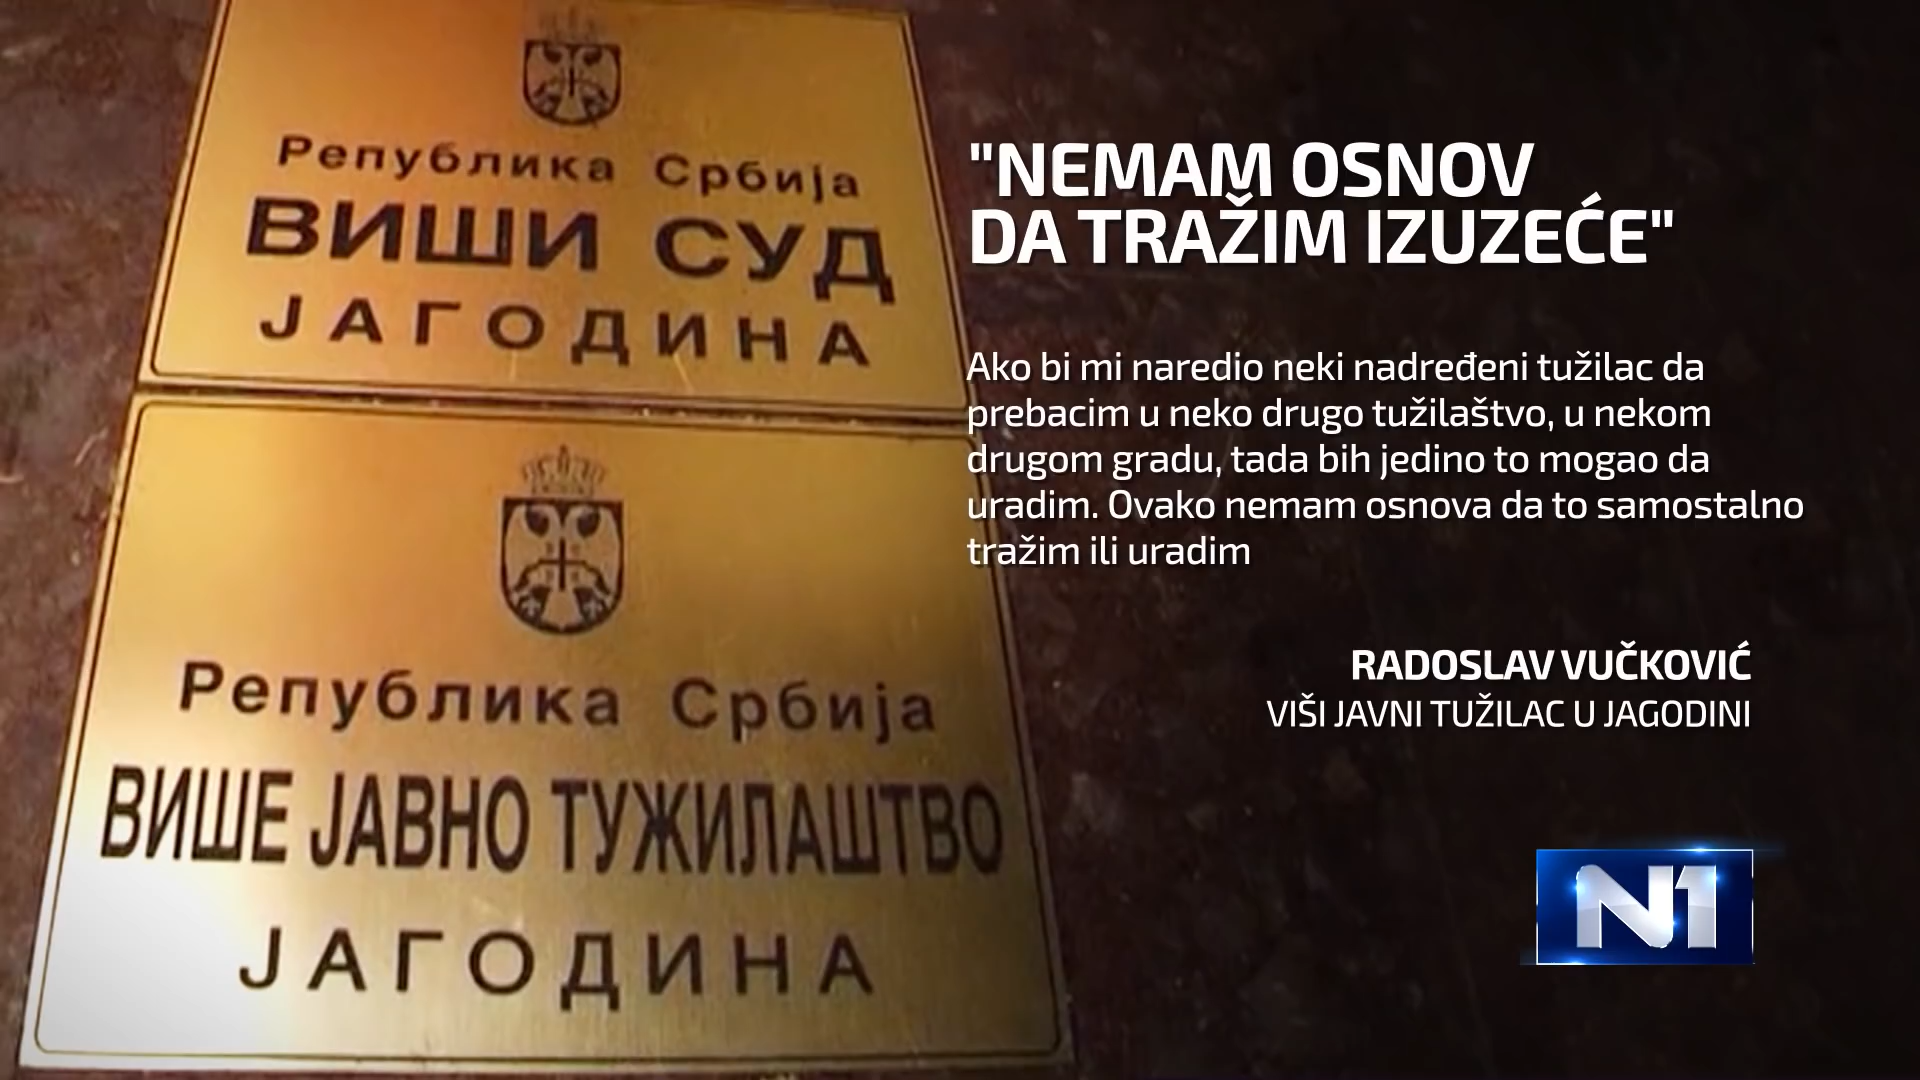 Република Србија
ВИШИ СУД
ЈАГОДИНА
Република Србија
ВИШЕ ЈАВНО ТУЖИЛАШТВО
ЈАГОДИНА
"NEMAM OSNOV
DA TRAŽIM IZUZEĆE"
Ako bi mi naredio neki nadređeni tužilac da
prebacim u neko drugo tužilaštvo, u nekom
drugom gradu, tada bih jedino to mogao da
uradim. Ovako nemam osnova da to samostalno
tražim ili uradim
RADOSLAV VUČKOVIĆ
VIŠI JAVNI TUŽILAC U JAGODINI
N1